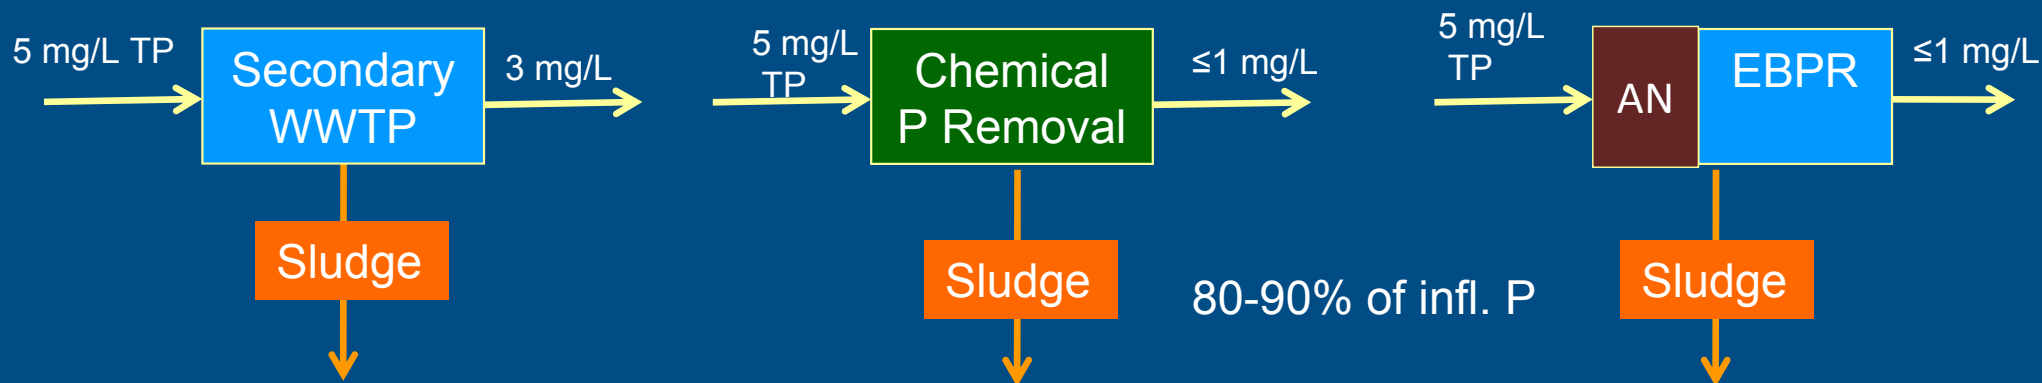 5 mg/L TP
Secondary
WWTP
3 mg/L
Sludge
5 mg/L
TP
Chemical
P Removal
≤1 mg/L
Sludge
80-90% of infl. P
5 mg/L
TP
AN
EBPR
≤1 mg/L
Sludge